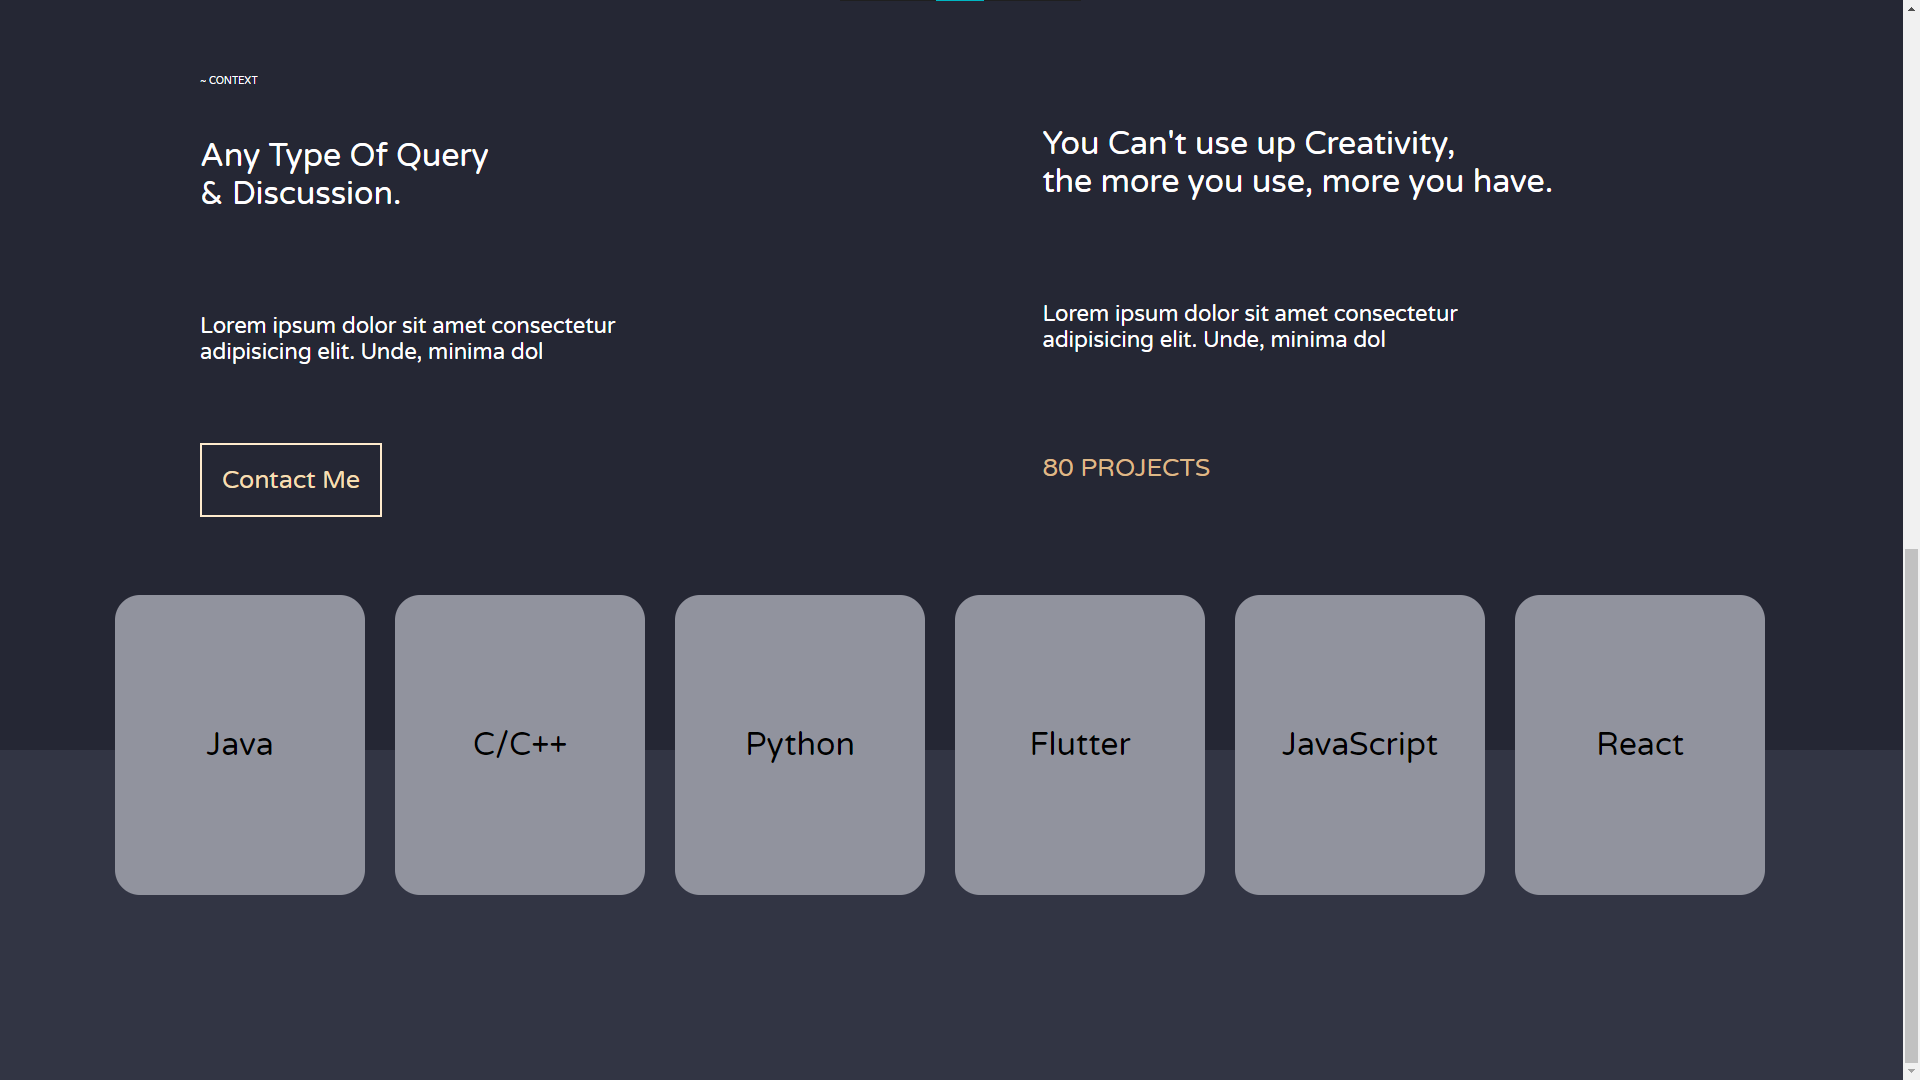 ~ CONTEXT
Any Type Of Query
& Discussion.
Lorem ipsum dolor sit amet consectetur
adipisicing elit. Unde, minima dol
Contact Me
You Can't use up Creativity,
the more you use, more you have.
Lorem ipsum dolor sit amet consectetur
adipisicing elit. Unde, minima dol
80 PROJECTS
Java
C/C++
Python
Flutter
JavaScript
React